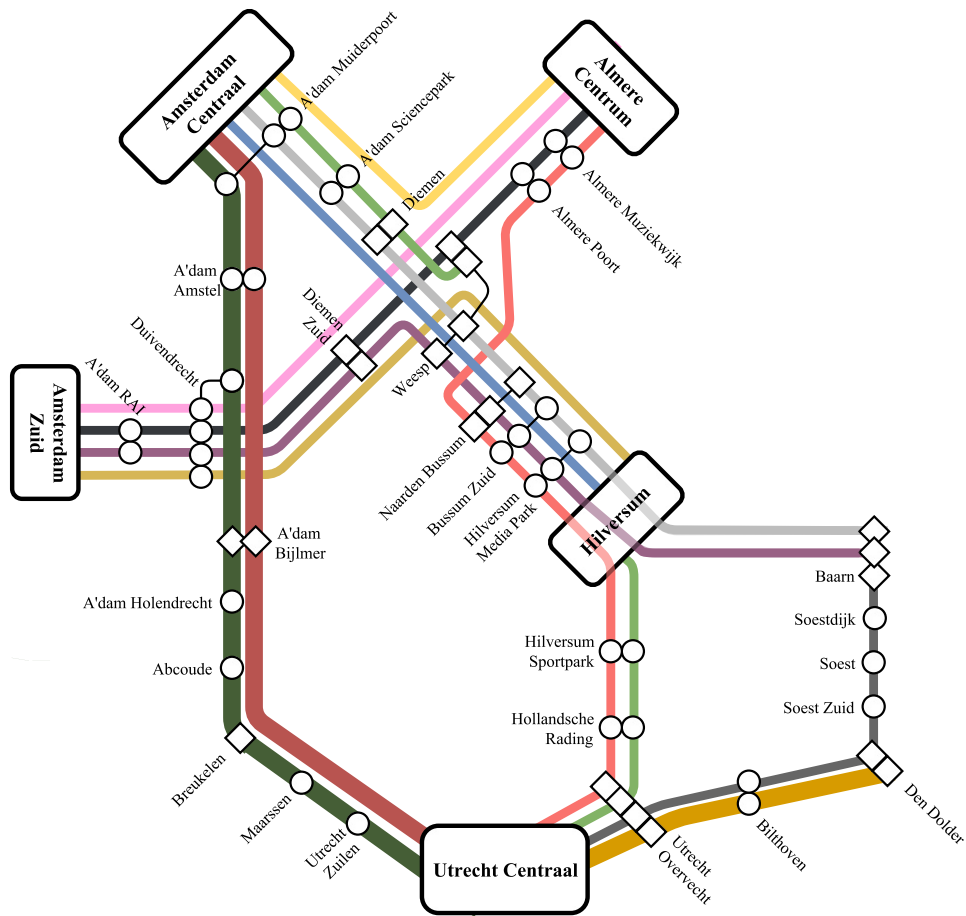 Amsterdam
Centraal
A'dam Muiderpoort
A'dam Sciencepark
Diemen
Almere
Centrum
Almere Muziekwijk
Almere Poort
A'dam
Amstel
Diemen
Zuid
Duivendrecht
A'dam RAI
Amsterdam
Zuid
Weesp
Naarden Bussum
Bussum Zuid
Hilversum
Media Park
Hilversum
A'dam
Bijlmer
A'dam Holendrecht
Abcoude
Breukelen
Maarssen
Utrecht
Zuilen
Utrecht Centraal
Hilversum
Sportpark
Hollandsche
Rading
Utrecht
Overvecht
Bilthoven
Den Dolder
Baarn
Soestdijk
Soest
Soest Zuid